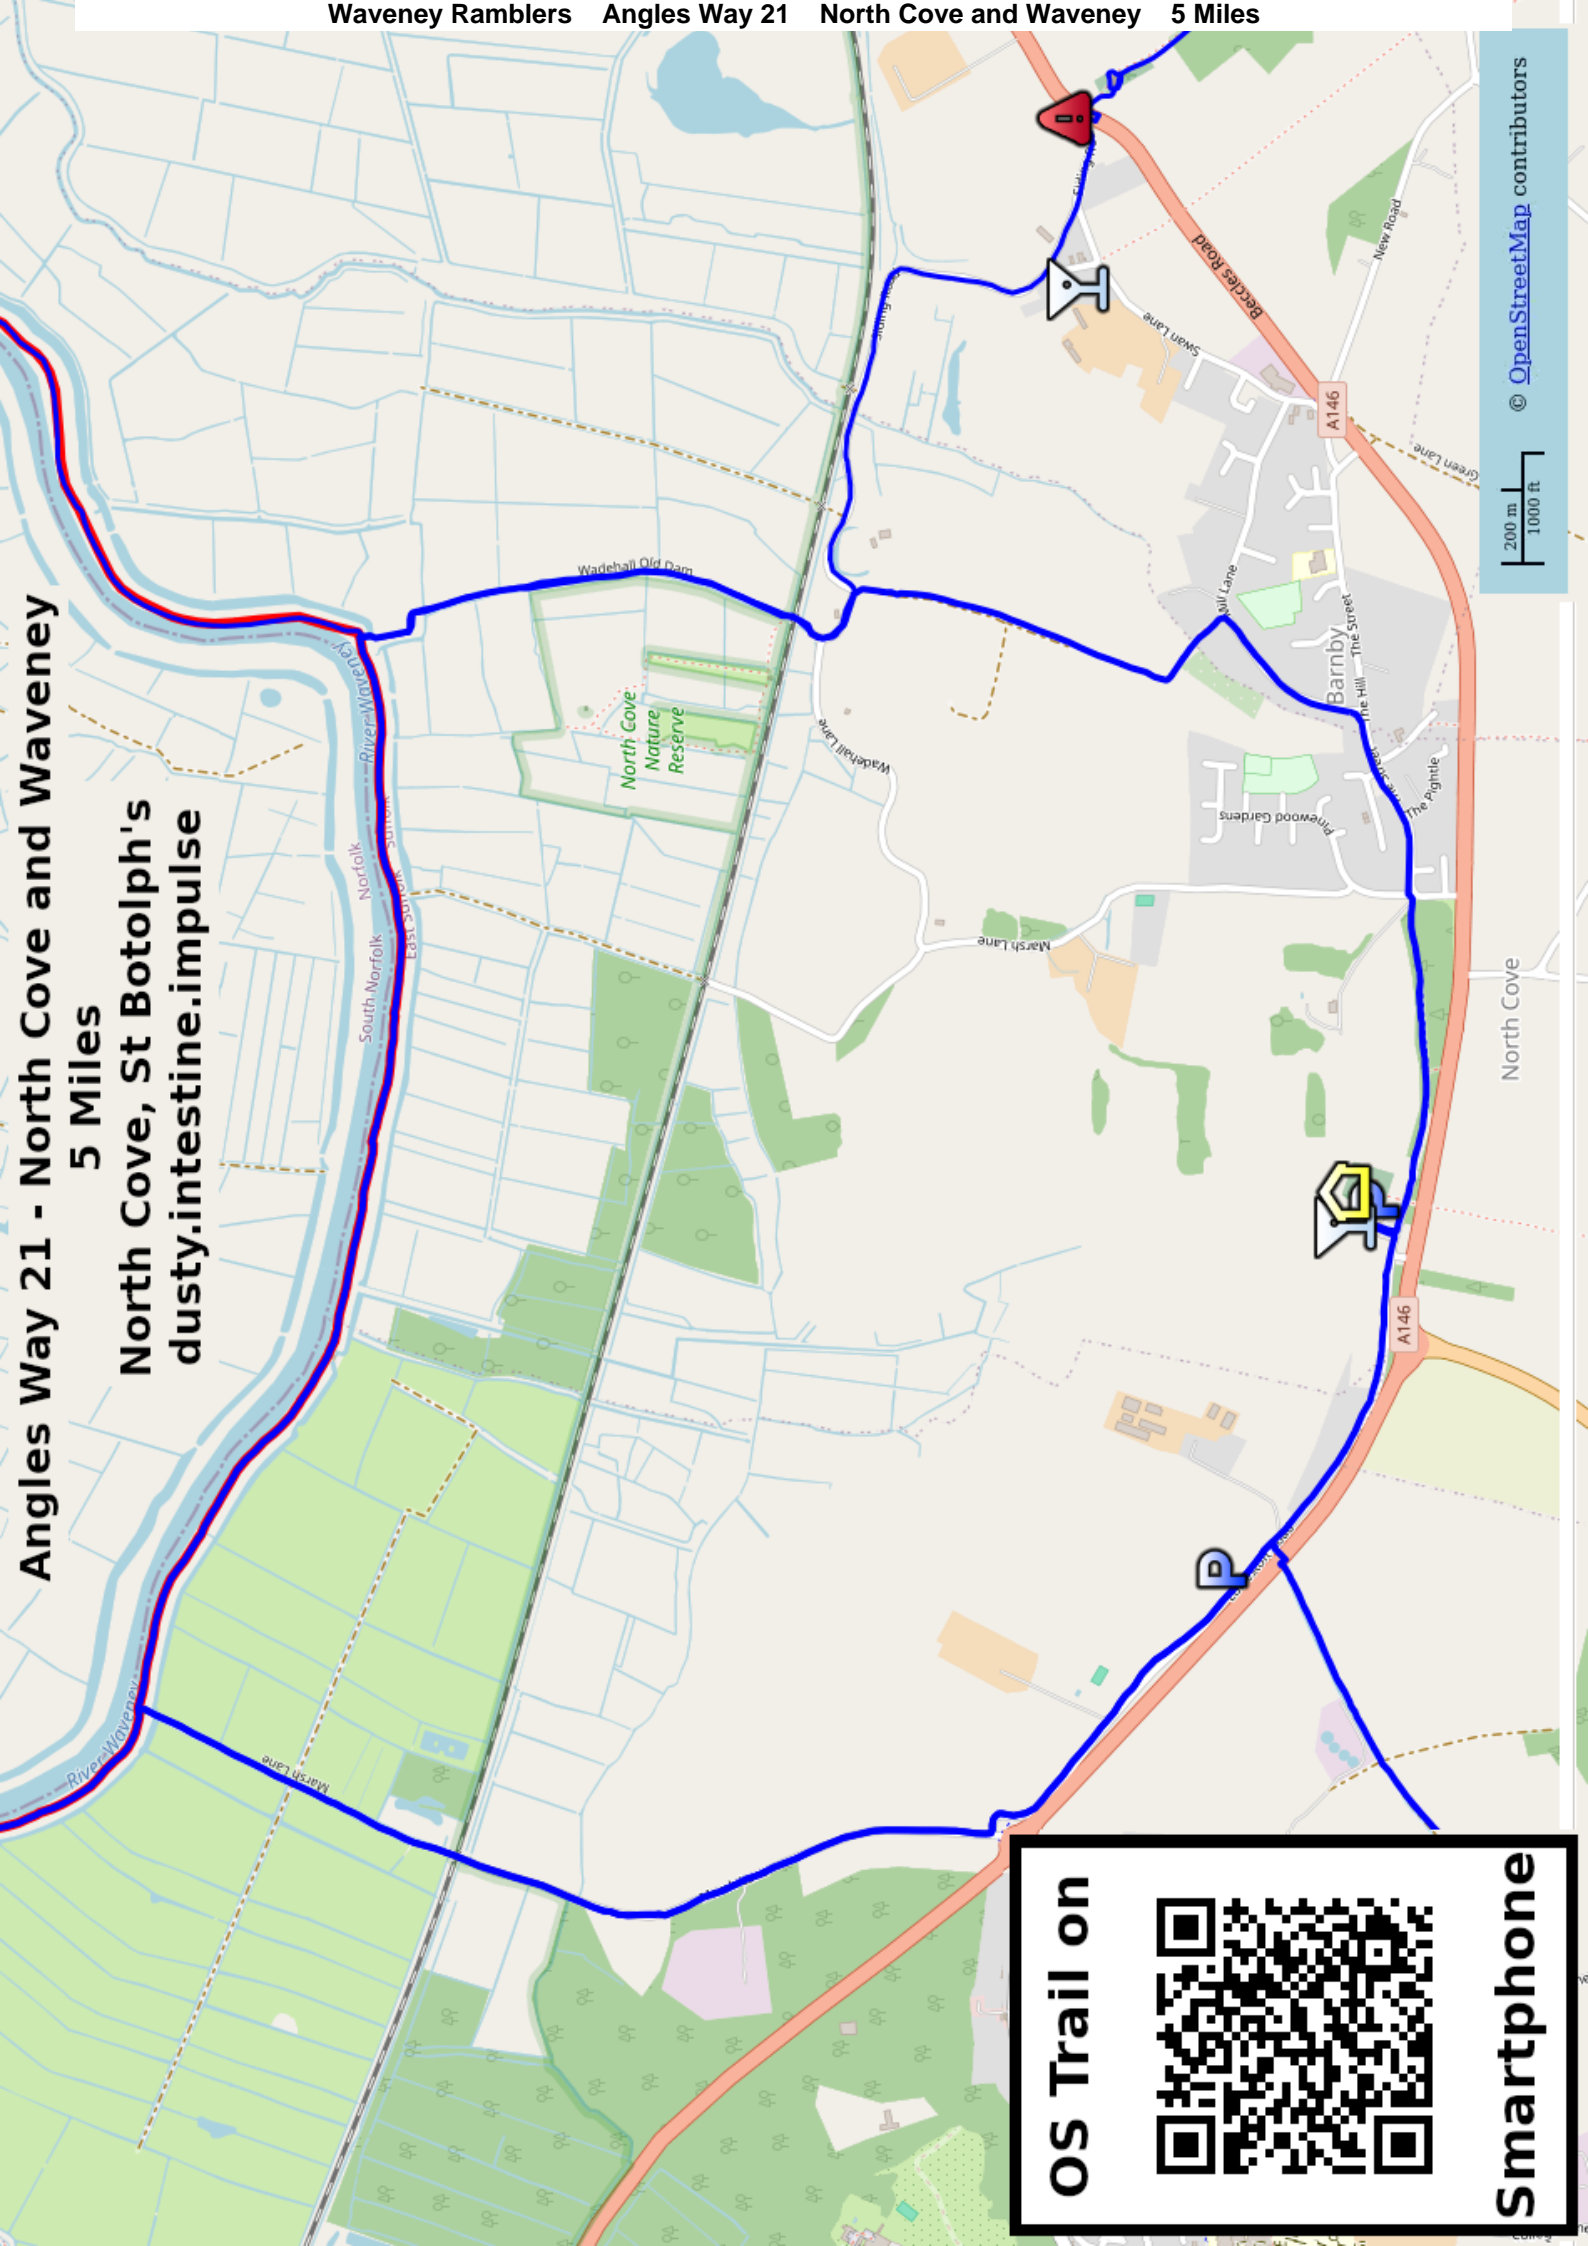 Waveney Ramblers Angles Way 21 North Cove and Waveney 5 Miles
Angles Way 21 - North Cove and Waveney
5 Miles
North Cove, St Botolph's
dusty.intestine.impulse
River Waveney
River Waveney
Norfolk
Suffolk
South Norfolk
East Suffolk
Wadehall Old Dam
North Cove
Nature
Reserve
Wadehall Lane
Marsh Lane
Marsh Lane
Siding Road
Swan Lane
Beccles Road
New Road
A146
Green Lane
Mill Lane
Barnby
The Street
The Hill
The Street
The Pightle
Pinewood Gardens
North Cove
A146
P
P
200 m
1000 ft
© OpenStreetMap contributors
OS Trail on
Smartphone